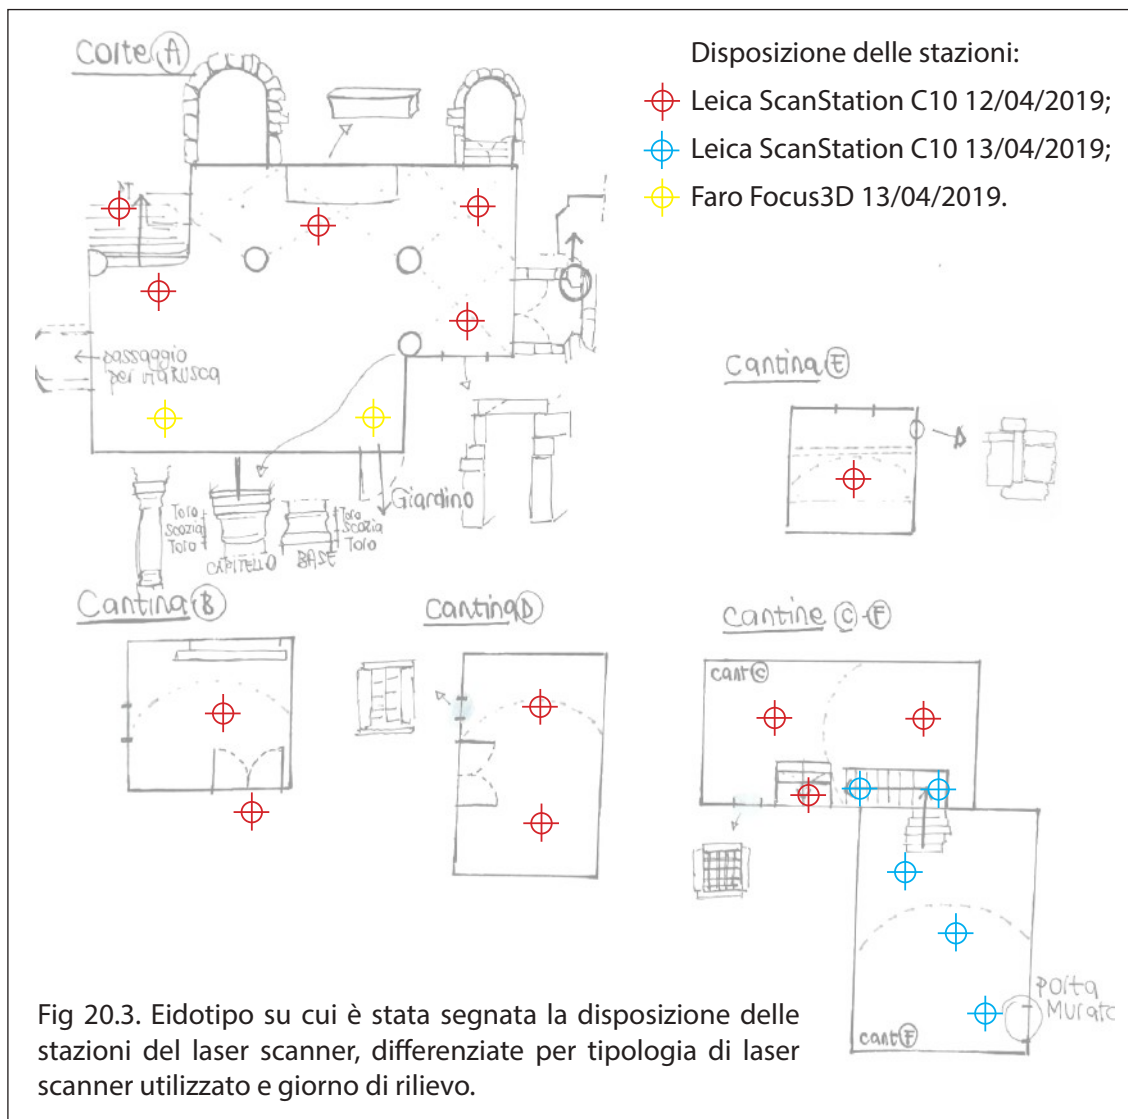 Corte A
Disposizione delle stazioni:
Leica ScanStation C10 12/04/2019;
Leica ScanStation C10 13/04/2019;
Faro Focus3D 13/04/2019.
passaggio
per via RUSCA
Giardino
Toro
Scozia
Toro
CAPITELLO
BASE
Toro
Scozia
Toro
Cantina E
Cantina B
Cantina D
Cantine C-F
cant C
cant F
porta
Murata
Fig 20.3. Eidotipo su cui è stata segnata la disposizione delle
stazioni del laser scanner, differenziate per tipologia di laser
scanner utilizzato e giorno di rilievo.